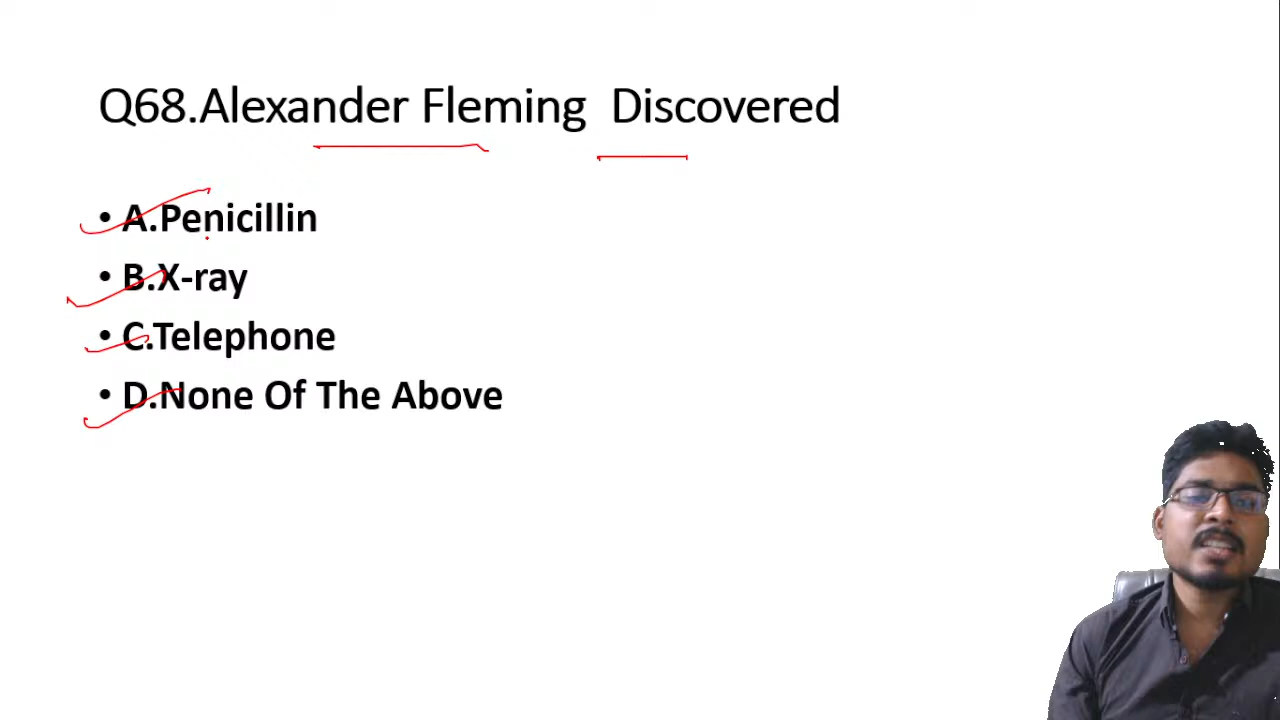 Q68.Alexander Fleming Discovered
• A.Penicillin
• B.X-ray
• C.Telephone
• D.None Of The Above